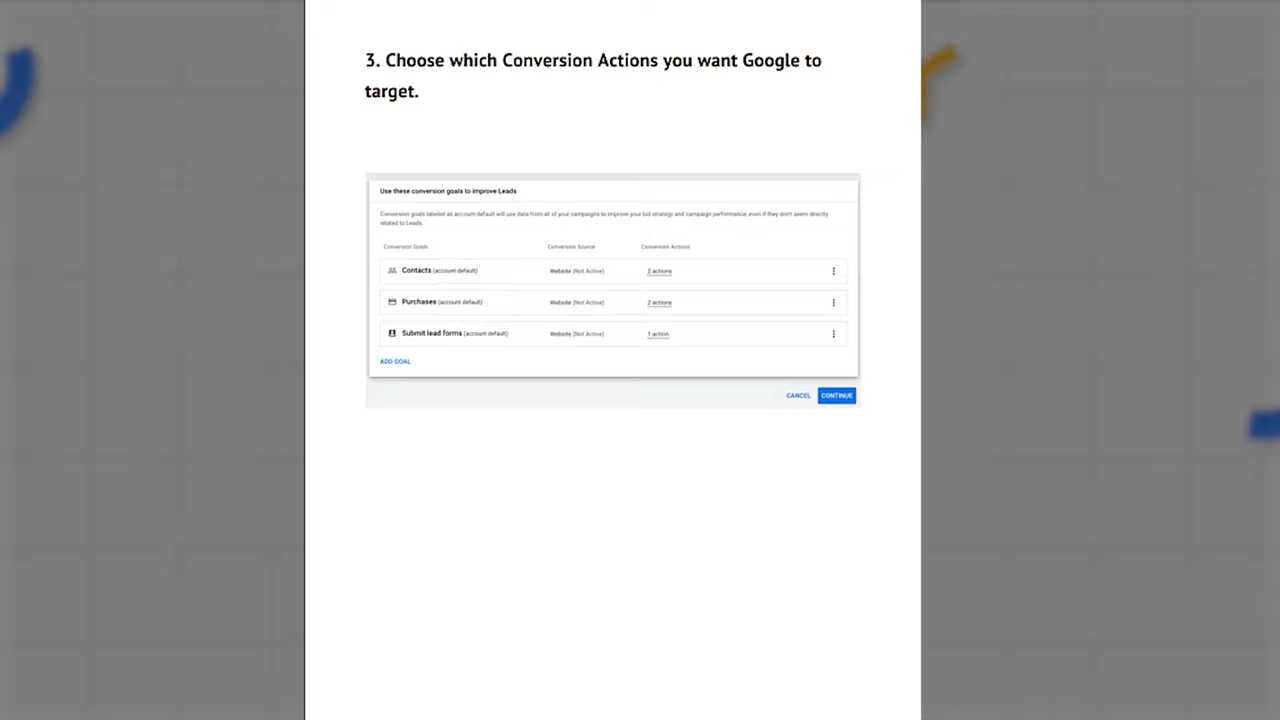 3. Choose which Conversion Actions you want Google to
target.
Use these conversion goals to improve Leads
Conversion goals labeled as account default will use data from all of your campaigns to improve your bid strategy and campaign performance, even if they don't seem directly
related to Leads.
Conversion Goals Conversion Source Conversion Actions
Contacts (account default) Website (Not Active) 2 actions
Purchases (account default) Website (Not Active) 2 actions
Submit lead forms (account default) Website (Not Active) 1 action
ADD GOAL
CANCEL CONTINUE